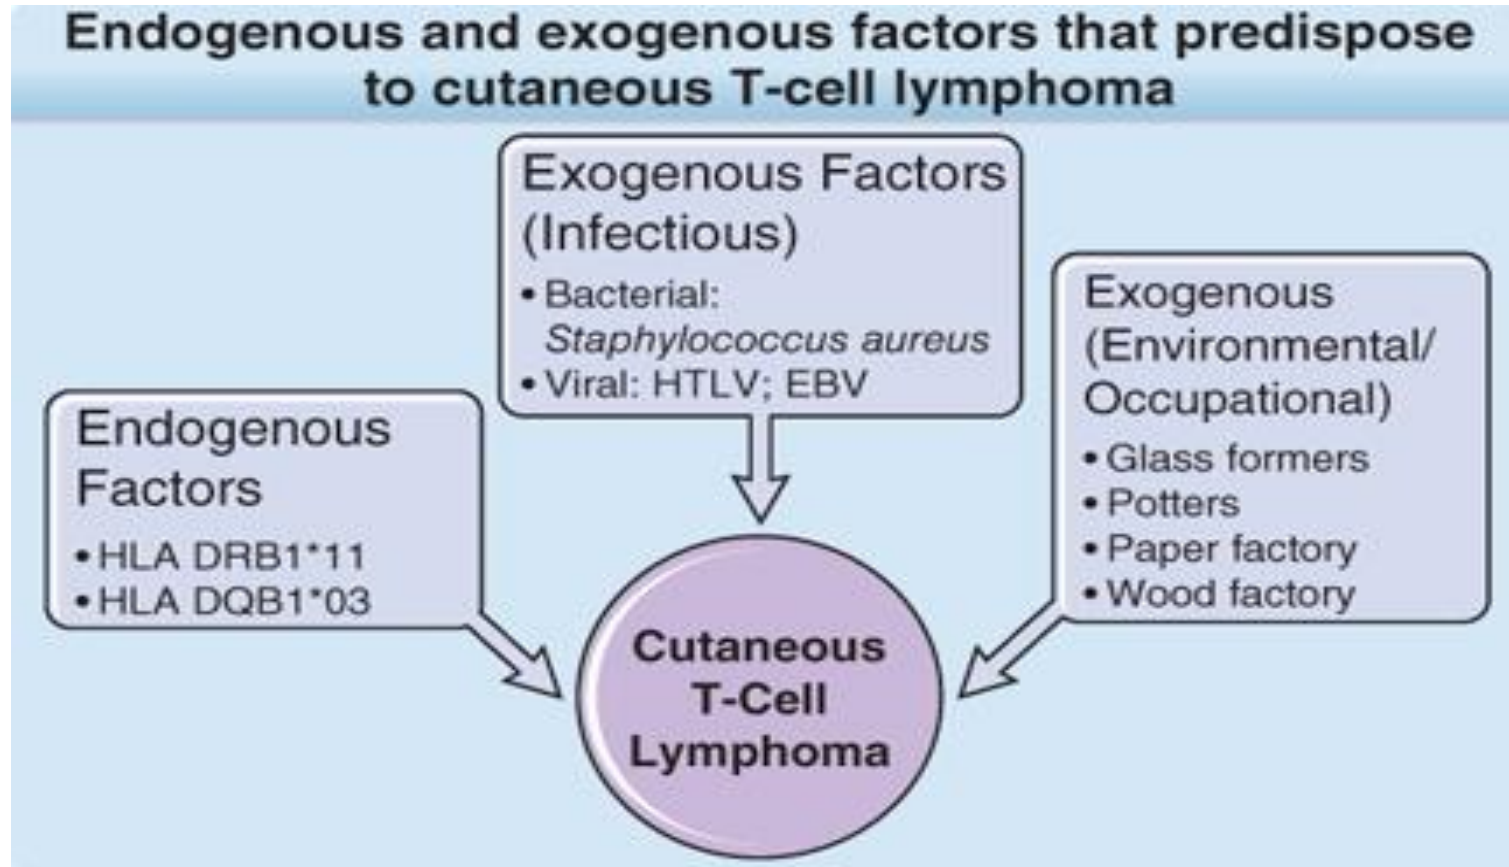 Endogenous and exogenous factors that predispose
to cutaneous T-cell lymphoma
Exogenous Factors
(Infectious)
• Bacterial:
Staphylococcus aureus
• Viral: HTLV; EBV
Endogenous
Factors
• HLA DRB1*11
• HLA DQB1*03
Exogenous
(Environmental/
Occupational)
• Glass formers
• Potters
• Paper factory
• Wood factory
Cutaneous
T-Cell
Lymphoma